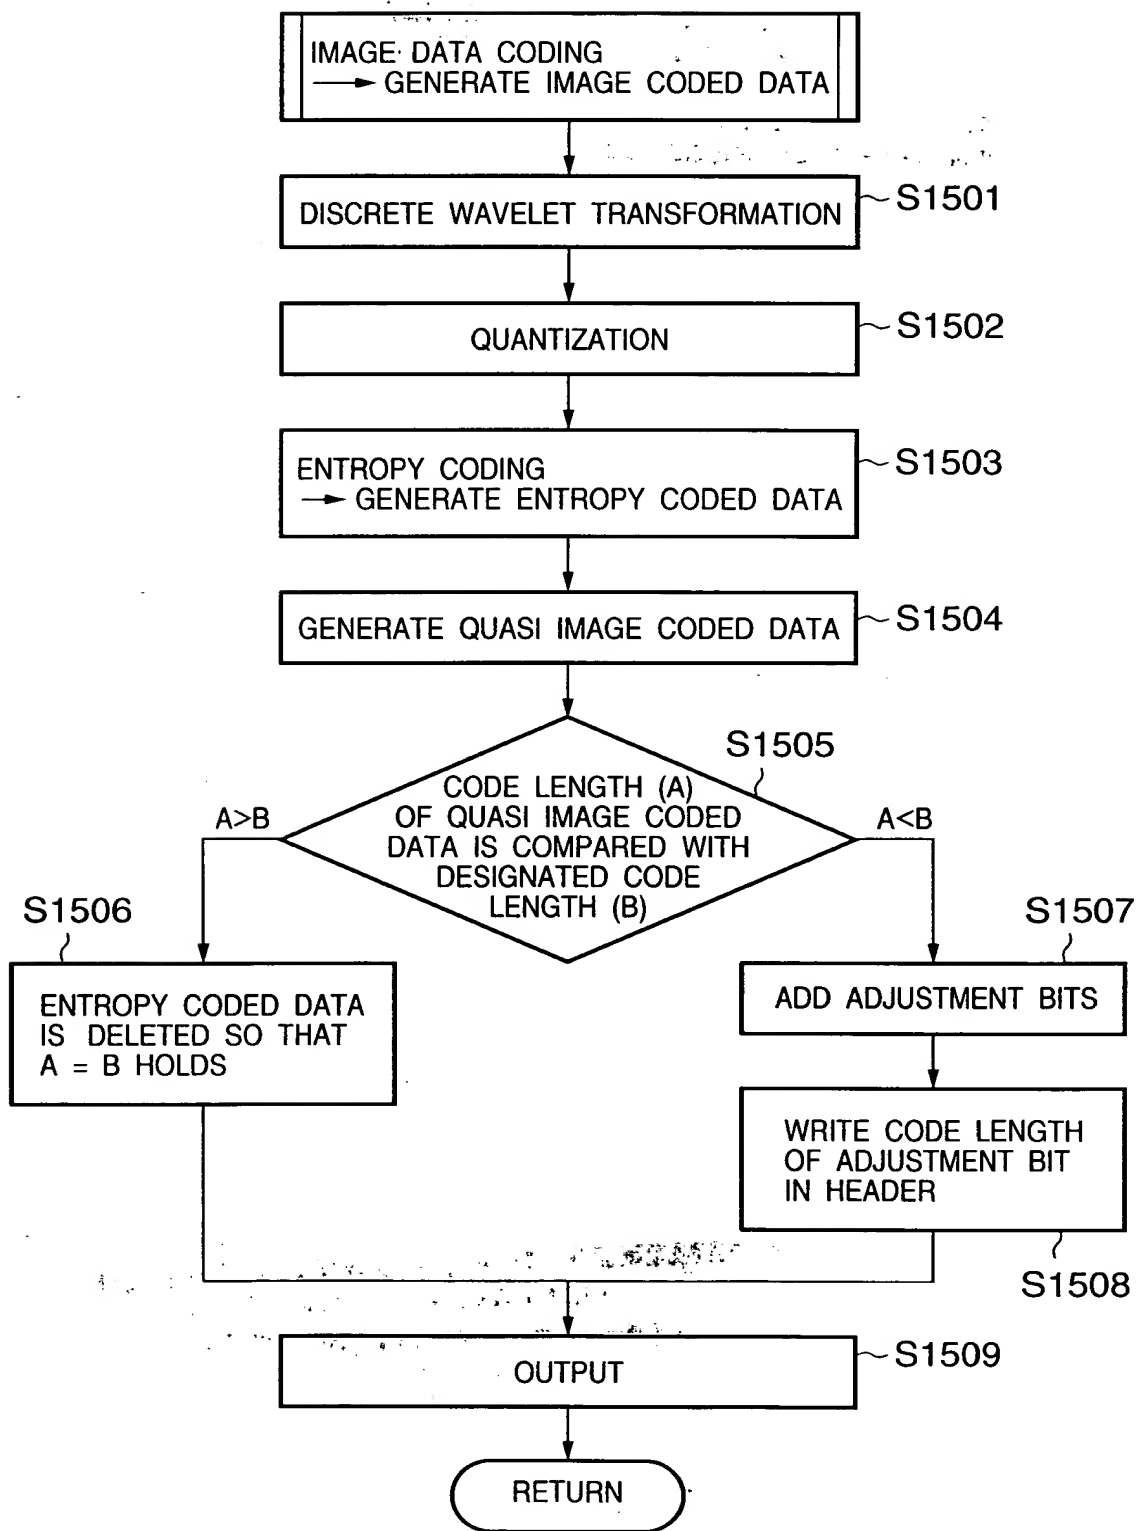 IMAGE DATA CODING
→ GENERATE IMAGE CODED DATA
DISCRETE WAVELET TRANSFORMATION
S1501
QUANTIZATION
S1502
ENTROPY CODING
→ GENERATE ENTROPY CODED DATA
S1503
GENERATE QUASI IMAGE CODED DATA
S1504
S1505
CODE LENGTH (A)
OF QUASI IMAGE CODED
DATA IS COMPARED WITH
DESIGNATED CODE
LENGTH (B)
A>B
A<B
S1506
ENTROPY CODED DATA
IS DELETED SO THAT
A = B HOLDS
S1507
ADD ADJUSTMENT BITS
WRITE CODE LENGTH
OF ADJUSTMENT BIT
IN HEADER
S1508
OUTPUT
S1509
RETURN